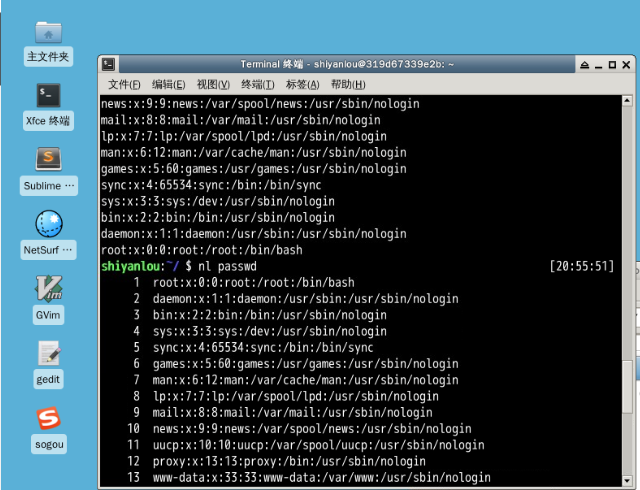 主文件夹
Xfce 终端
Sublime ⋯
NetSurf ⋯
GVim
gedit
sogou
Terminal 终端 - shiyanlou@319d67339e2b: ~
文件(F) 编辑(E) 视图(V) 终端(T) 标签(A) 帮助(H)
news:x:9:9:news:/var/spool/news:/usr/sbin/nologin
mail:x:8:8:mail:/var/mail:/usr/sbin/nologin
lp:x:7:7:lp:/var/spool/lpd:/usr/sbin/nologin
man:x:6:12:man:/var/cache/man:/usr/sbin/nologin
games:x:5:60:games:/usr/games:/usr/sbin/nologin
sync:x:4:65534:sync:/bin:/bin/sync
sys:x:3:3:sys:/dev:/usr/sbin/nologin
bin:x:2:2:bin:/bin:/usr/sbin/nologin
daemon:x:1:1:daemon:/usr/sbin:/usr/sbin/nologin
root:x:0:0:root:/root:/bin/bash
shiyanlou:~/ $ nl passwd [20:55:51]
1 root:x:0:0:root:/root:/bin/bash
2 daemon:x:1:1:daemon:/usr/sbin:/usr/sbin/nologin
3 bin:x:2:2:bin:/bin:/usr/sbin/nologin
4 sys:x:3:3:sys:/dev:/usr/sbin/nologin
5 sync:x:4:65534:sync:/bin:/bin/sync
6 games:x:5:60:games:/usr/games:/usr/sbin/nologin
7 man:x:6:12:man:/var/cache/man:/usr/sbin/nologin
8 lp:x:7:7:lp:/var/spool/lpd:/usr/sbin/nologin
9 mail:x:8:8:mail:/var/mail:/usr/sbin/nologin
10 news:x:9:9:news:/var/spool/news:/usr/sbin/nologin
11 uucp:x:10:10:uucp:/var/spool/uucp:/usr/sbin/nologin
12 proxy:x:13:13:proxy:/bin:/usr/sbin/nologin
13 www-data:x:33:33:www-data:/var/www:/usr/sbin/nologin